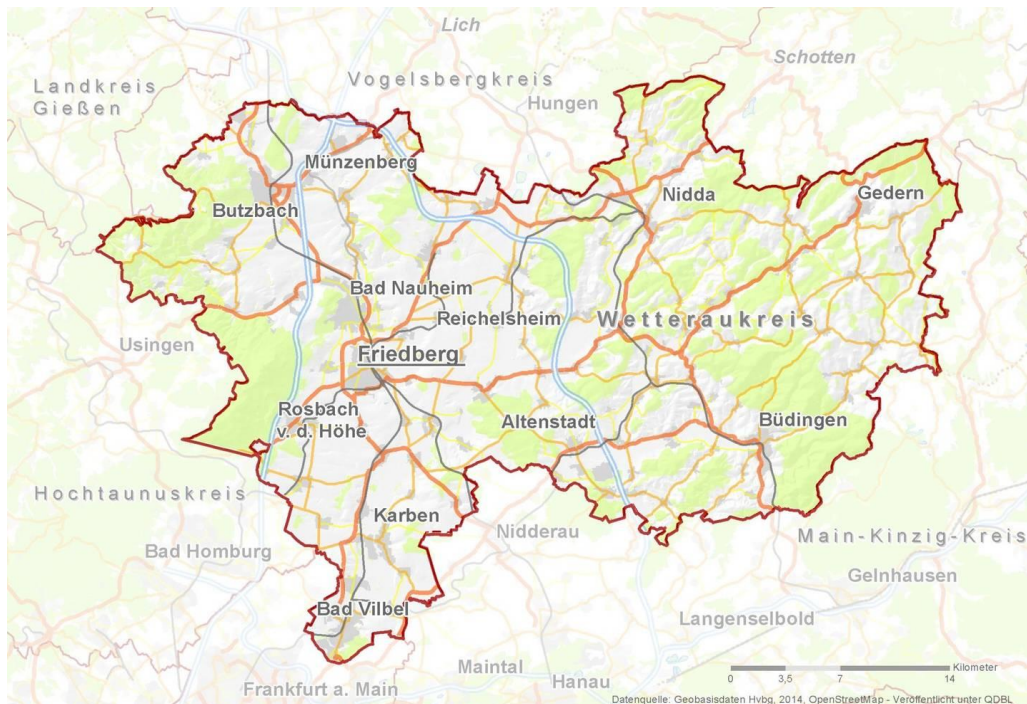 Lich
Schotten
Landkreis
Gießen
Vogelsbergkreis
Hungen
Münzenberg
Nidda
Gedern
Butzbach
Bad Nauheim
Reichelsheim
Wetteraukreis
Usingen
Friedberg
Rosbach
v. d. Höhe
Altenstadt
Büdingen
Hochtaunuskreis
Karben
Nidderau
Main-Kinzig-Kreis
Bad Homburg
Gelnhausen
Bad Vilbel
Langenselbold
Maintal
Hanau
Frankfurt a. Main
Kilometer
0 3,5 7 14
Datenquelle: Geobasisdaten Hvbg, 2014, OpenStreetMap - Veröffentlicht unter QDBL